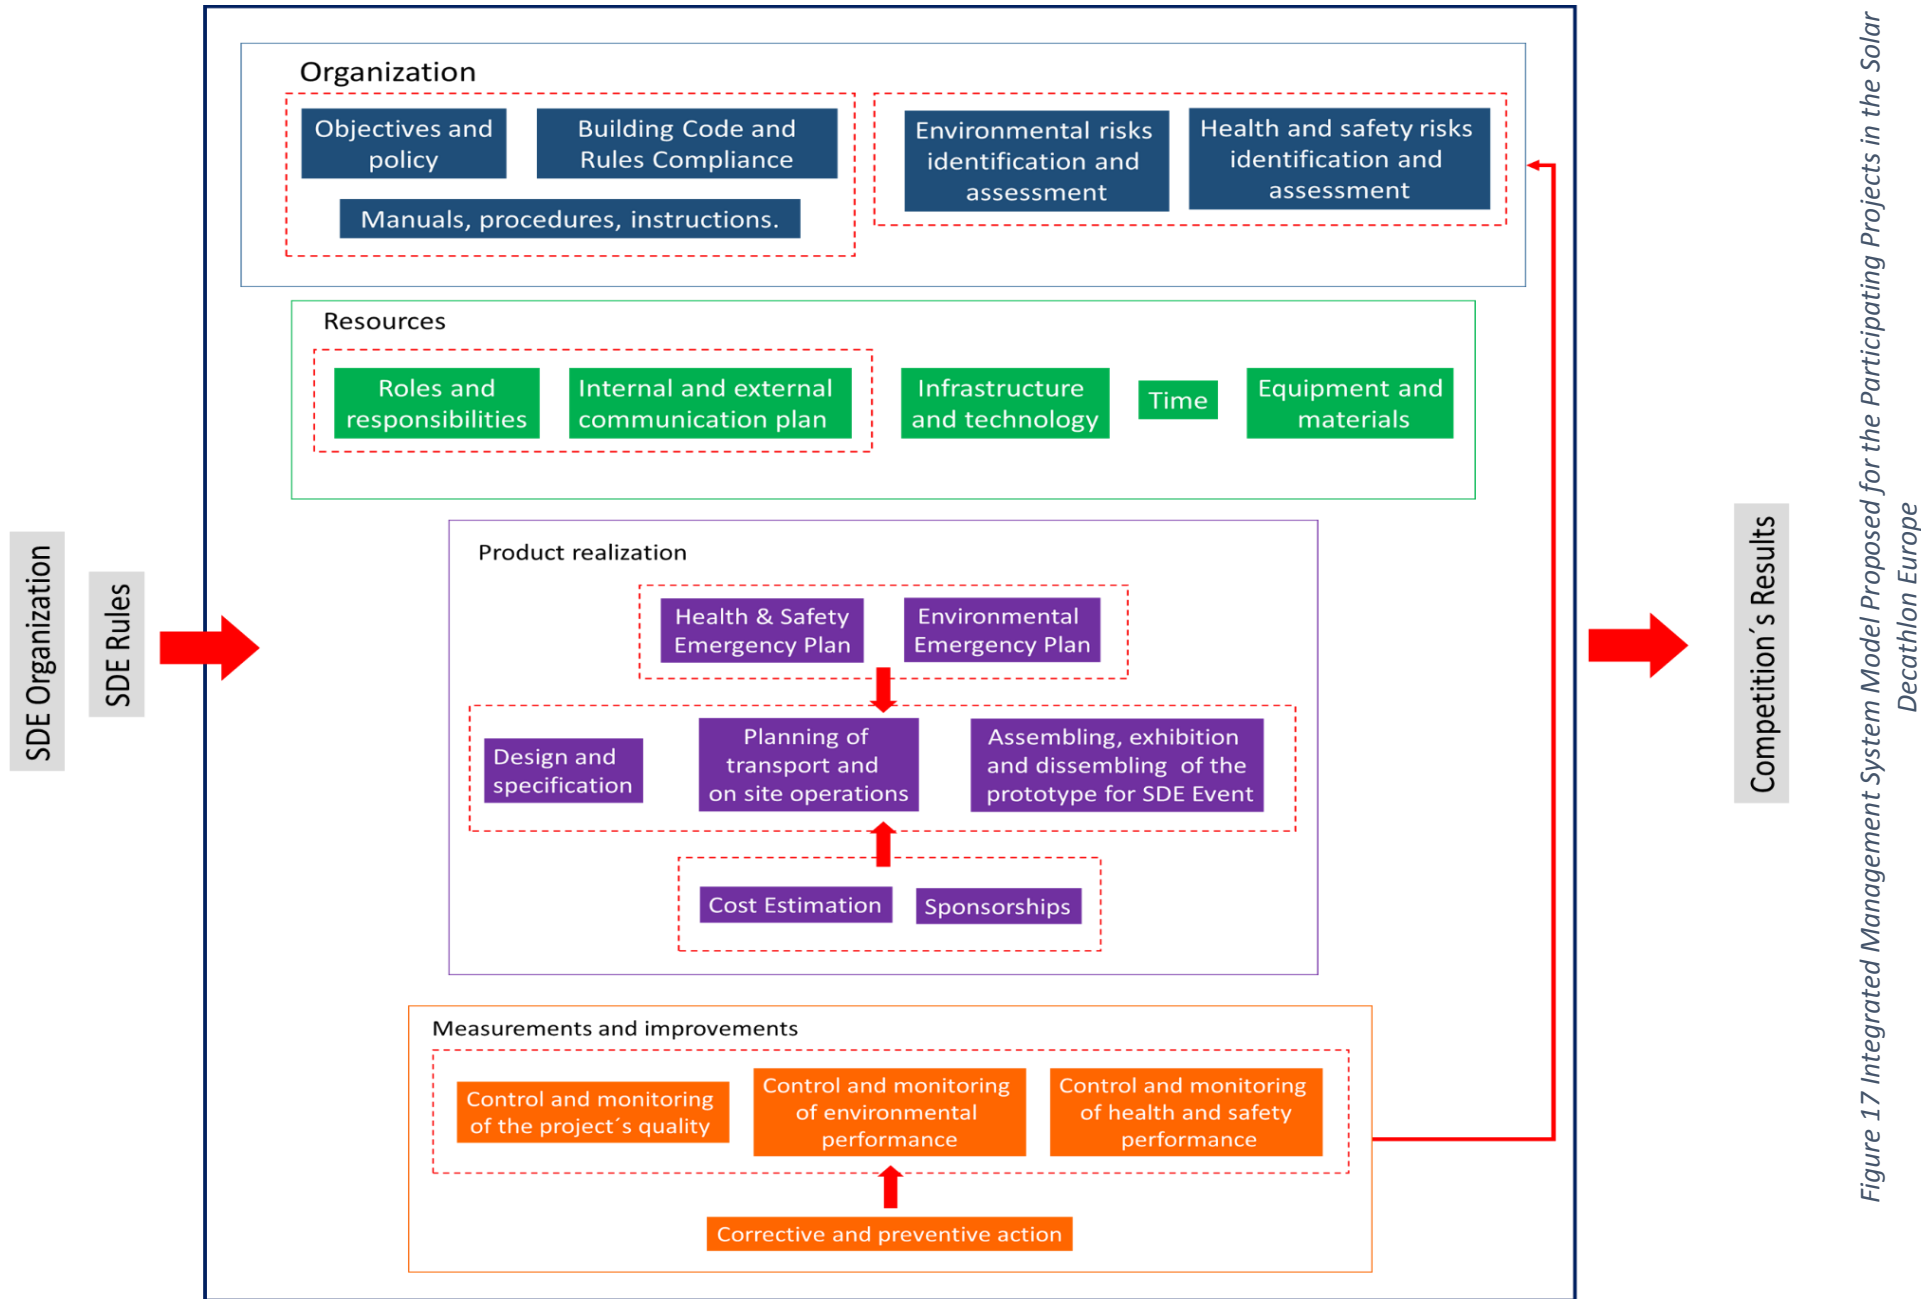 Organization
Objectives and
policy
Building Code and
Rules Compliance
Manuals, procedures, instructions.
Environmental risks
identification and
assessment
Health and safety risks
identification and
assessment
Resources
Roles and
responsibilities
Internal and external
communication plan
Infrastructure
and technology
Time
Equipment and
materials
SDE Organization
SDE Rules
Product realization
Health & Safety
Emergency Plan
Environmental
Emergency Plan
Design and
specification
Planning of
transport and
on site operations
Assembling, exhibition
and dissembling of the
prototype for SDE Event
Cost Estimation
Sponsorships
Measurements and improvements
Control and monitoring
of the project´s quality
Control and monitoring
of environmental
performance
Control and monitoring
of health and safety
performance
Corrective and preventive action
Competition´s Results
Figure 17 Integrated Management System Model Proposed for the Participating Projects in the Solar
Decathlon Europe